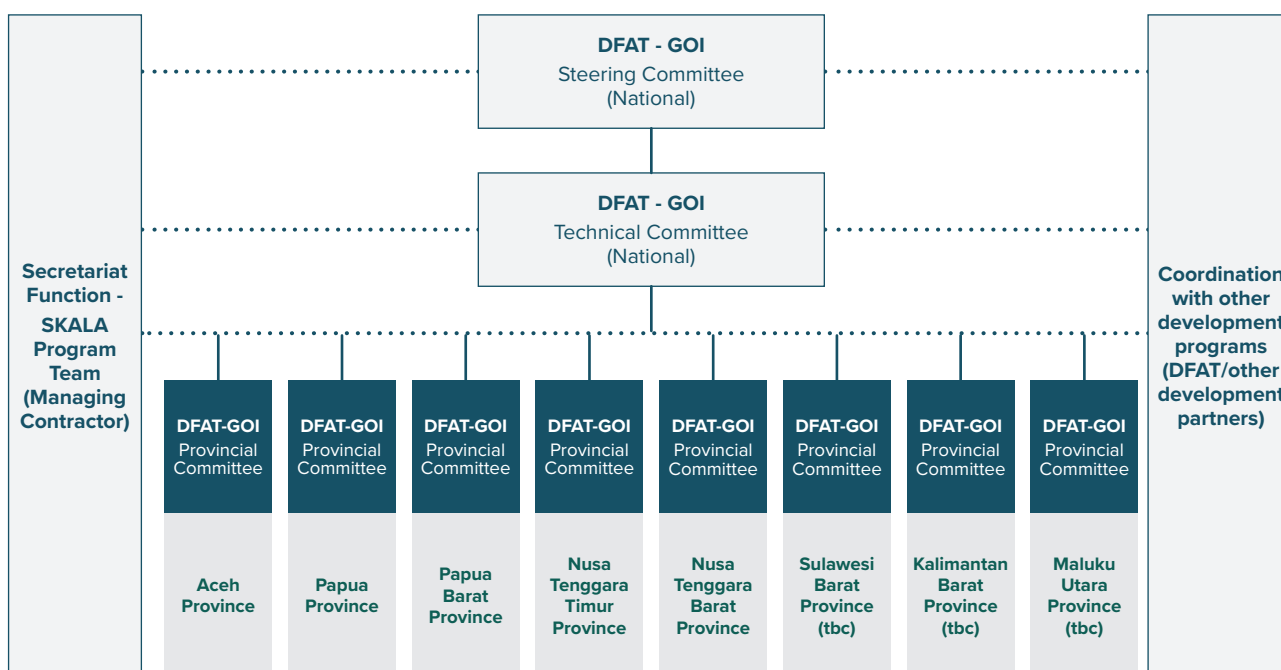 DFAT - GOI
Steering Committee
(National)
DFAT - GOI
Technical Committee
(National)
Secretariat
Function -
SKALA
Program
Team
(Managing
Contractor)
Coordination
with other
development
programs
(DFAT/other
development
partners)
DFAT-GOI
Provincial
Committee
DFAT-GOI
Provincial
Committee
DFAT-GOI
Provincial
Committee
DFAT-GOI
Provincial
Committee
DFAT-GOI
Provincial
Committee
DFAT-GOI
Provincial
Committee
DFAT-GOI
Provincial
Committee
DFAT-GOI
Provincial
Committee
Aceh
Province
Papua
Province
Papua
Barat
Province
Nusa
Tenggara
Timur
Province
Nusa
Tenggara
Barat
Province
Sulawesi
Barat
Province
(tbc)
Kalimantan
Barat
Province
(tbc)
Maluku
Utara
Province
(tbc)